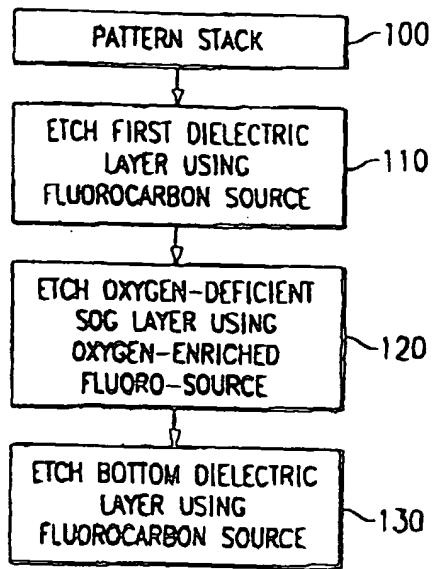 PATTERN STACK
100
ETCH FIRST DIELECTRIC
LAYER USING
FLUOROCARBON SOURCE
110
ETCH OXYGEN-DEFICIENT
SOG LAYER USING
OXYGEN-ENRICHED
FLUORO-SOURCE
120
ETCH BOTTOM DIELECTRIC
LAYER USING
FLUOROCARBON SOURCE
130